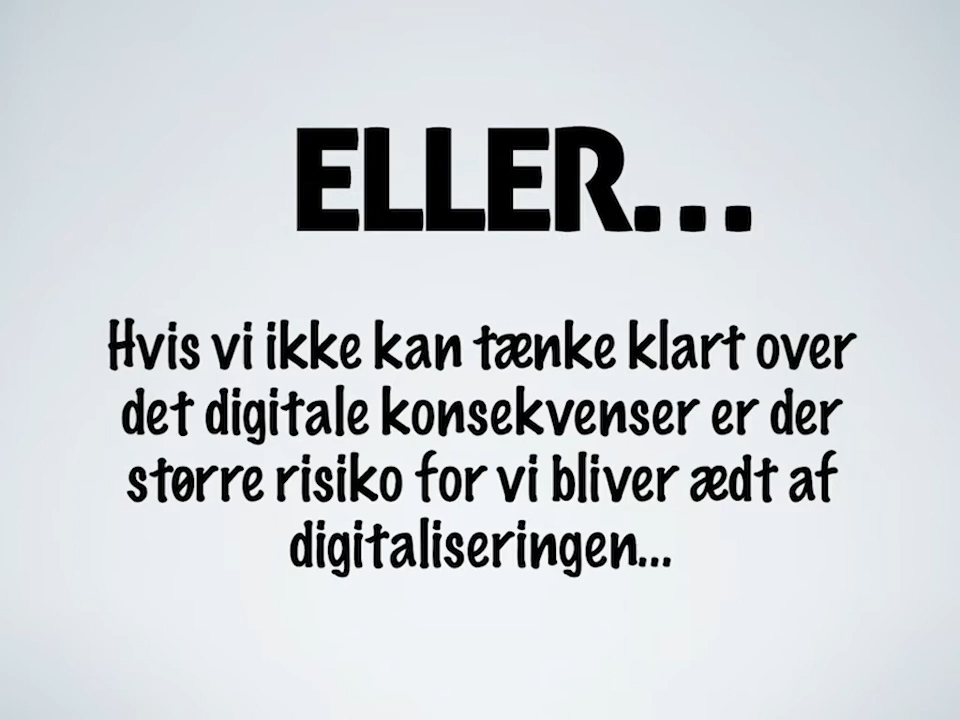 ELLER...
Hvis vi ikke kan tænke klart over
det digitale konsekvenser er der
større risiko for vi bliver ædt af
digitaliseringen...